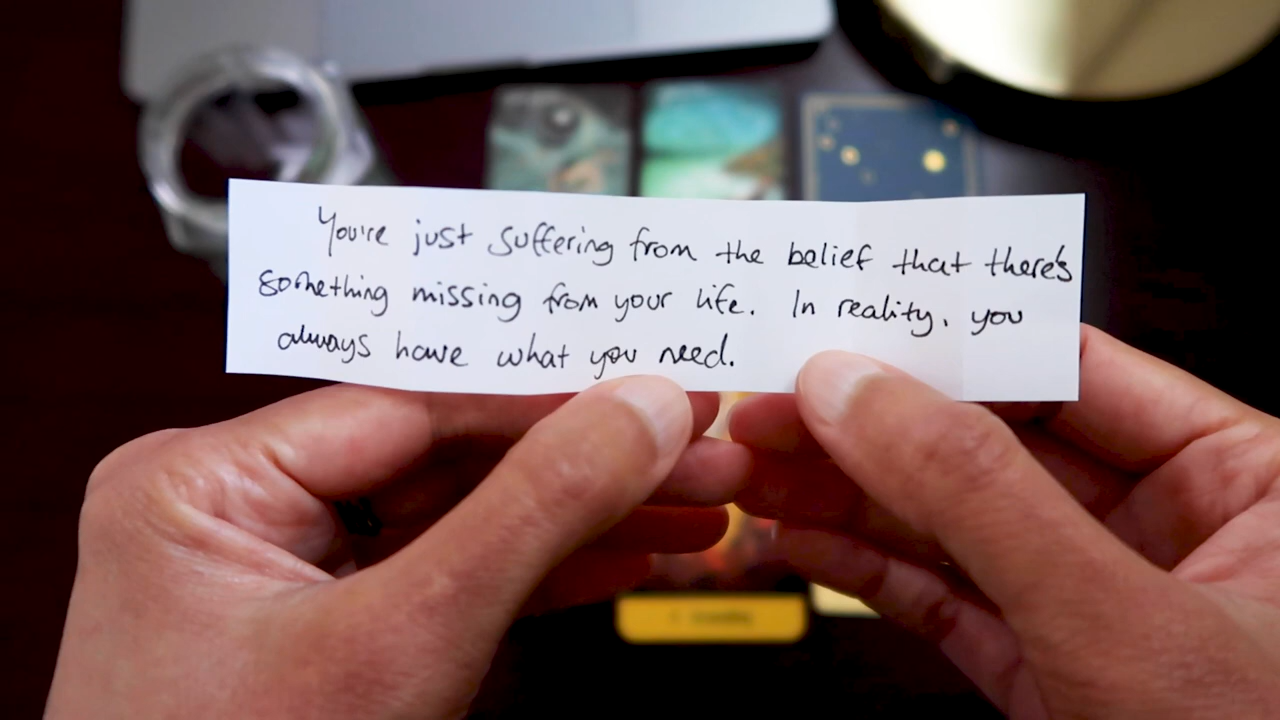 You're just suffering from the belief that there's
something missing from your life. In reality, you
always have what you need.